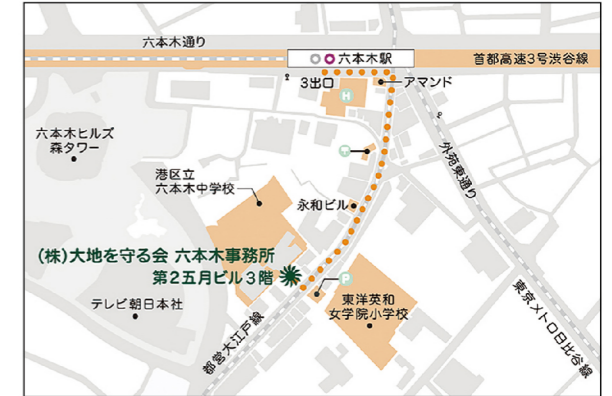 六本木通り
六本木駅
首都高速3号渋谷線
3出口
アマンド
H
六本木ヒルズ
森タワー
外苑東通り
港区立
六本木中学校
永和ビル
(株)大地を守る会 六本木事務所
第2五月ビル3階
P
テレビ朝日本社
東洋英和
女学院小学校
都営大江戸線
東京メトロ日比谷線